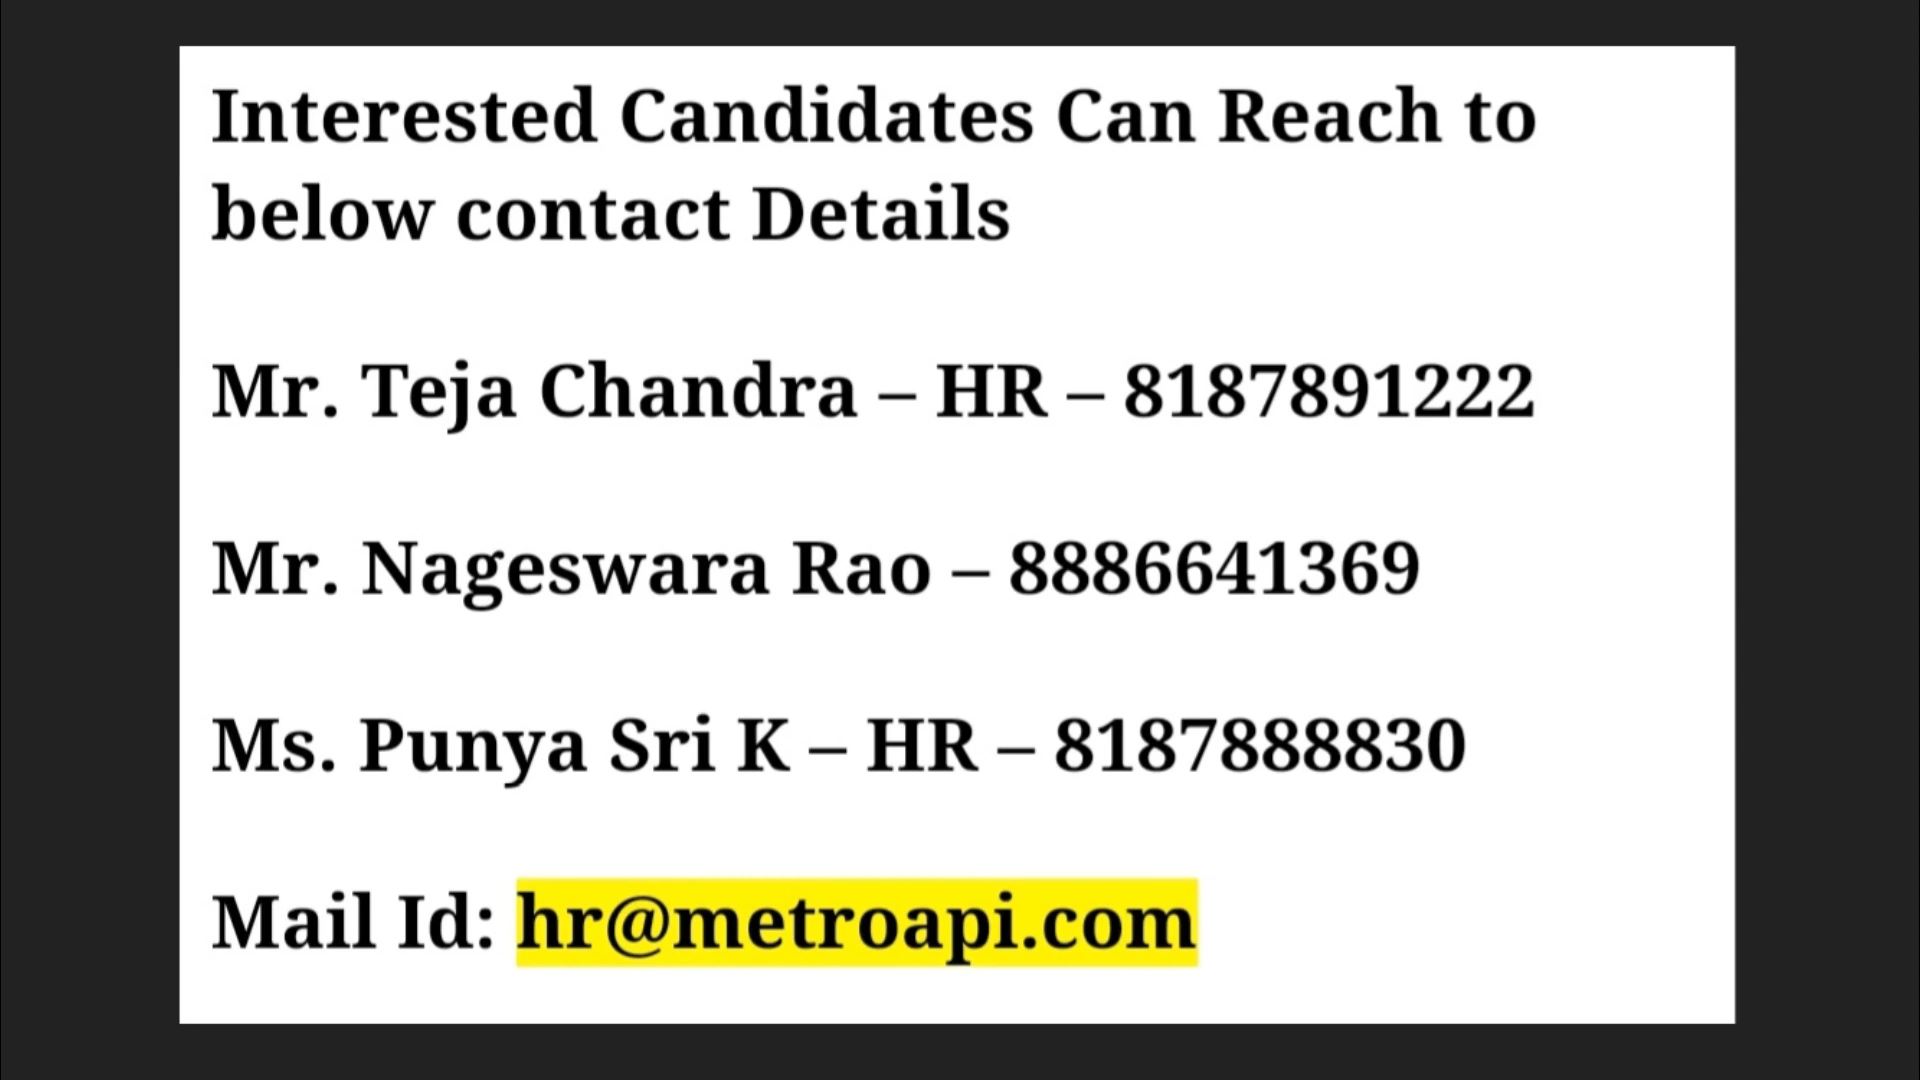 Interested Candidates Can Reach to
below contact Details
Mr. Teja Chandra – HR – 8187891222
Mr. Nageswara Rao – 8886641369
Ms. Punya Sri K – HR – 8187888830
Mail Id: hr@metroapi.com